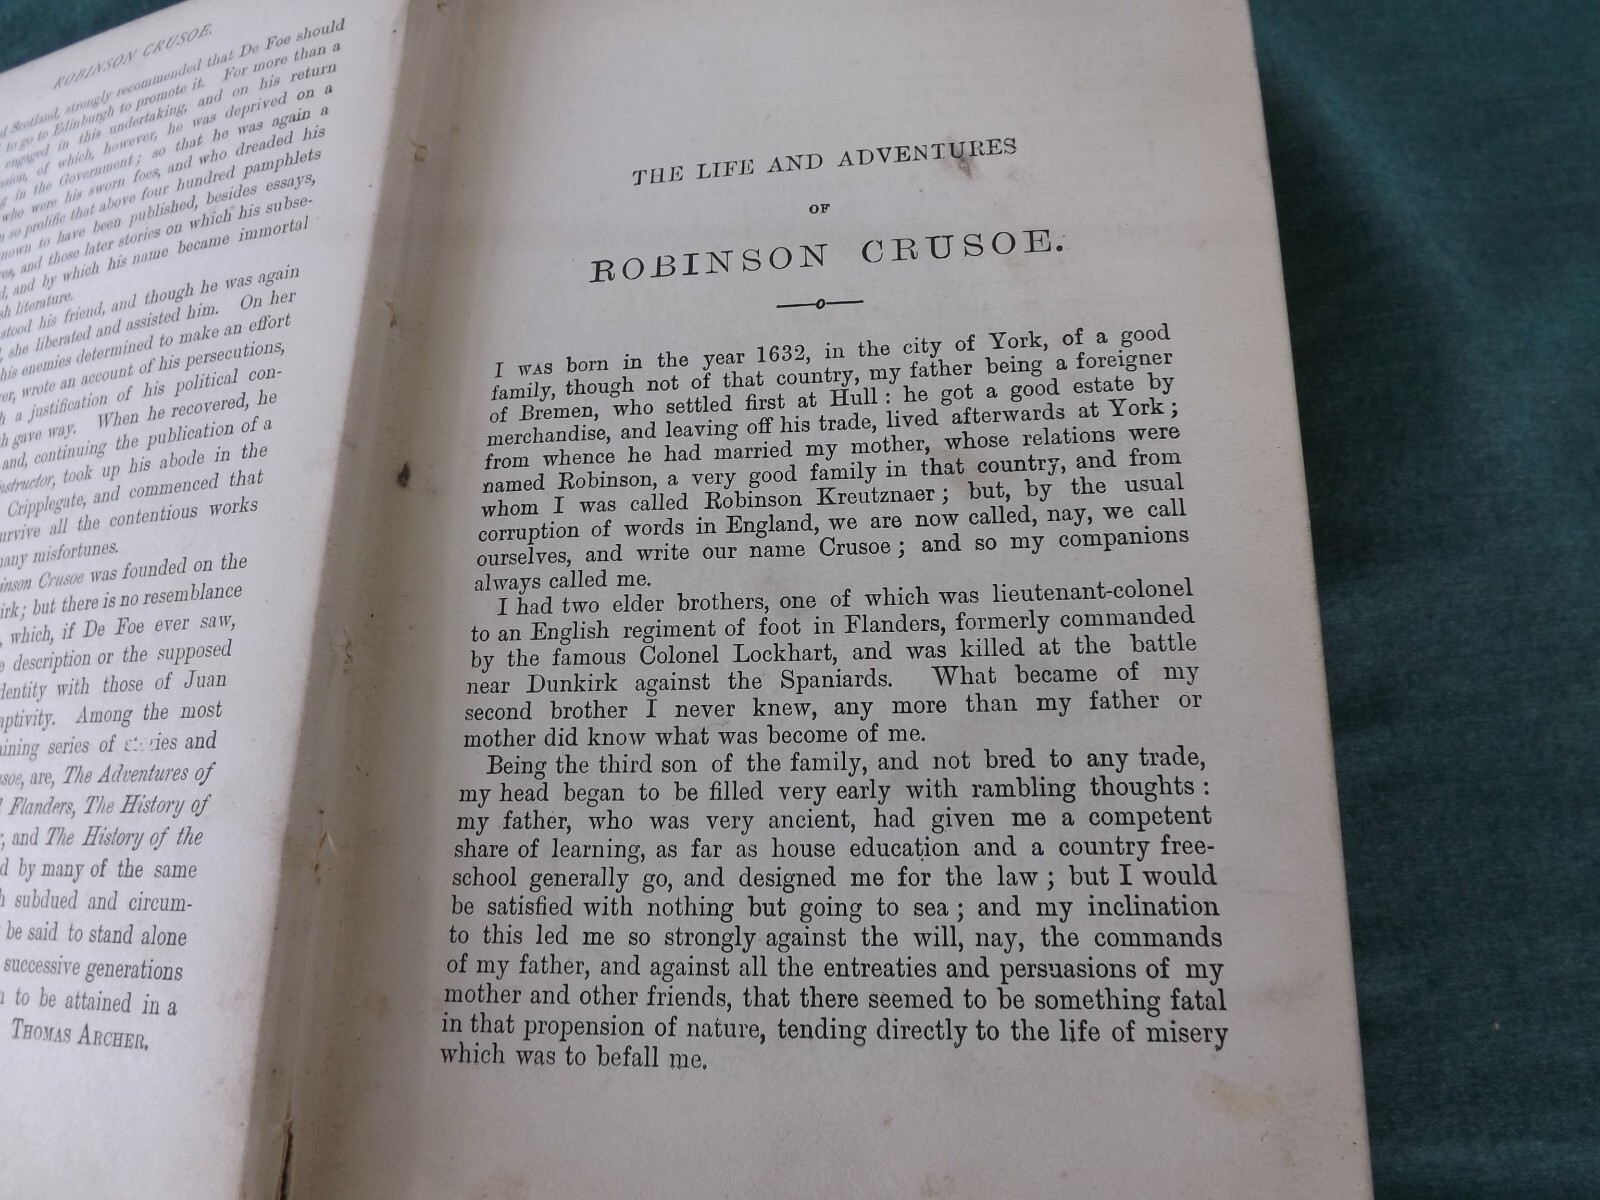 ROBINSON CRUSOE.
Scotland, strongly recommended that De Foe should
to go to Edinburgh to promote it. For more than a
engaged in this undertaking, and on his return
of which, however, he was deprived on a
in the Government; so that he was again a
who were his sworn foes, and who dreaded his
so prolific that above four hundred pamphlets
to have been published, besides essays,
and those later stories on which his subse-
and by which his name became immortal
literature.
stood his friend, and though he was again
she liberated and assisted him. On her
his enemies determined to make an effort
wrote an account of his persecutions,
a justification of his political con-
gave way. When he recovered, he
and, continuing the publication of a
took up his abode in the
Cripplegate, and commenced that
all the contentious works
misfortunes.
Crusoe was founded on the
but there is no resemblance
which, if De Foe ever saw,
description or the supposed
with those of Juan
Among the most
series of and
are, The Adventures of
Flanders, The History of
and The History of the
by many of the same
subdued and circum-
be said to stand alone
successive generations
to be attained in a
THOMAS ARCHER.
THE LIFE AND ADVENTURES
OF
ROBINSON CRUSOE.
I WAS born in the year 1632, in the city of York, of a good
family, though not of that country, my father being a foreigner
of Bremen, who settled first at Hull : he got a good estate by
merchandise, and leaving off his trade, lived afterwards at York ;
from whence he had married my mother, whose relations were
named Robinson, a very good family in that country, and from
whom I was called Robinson Kreutznaer ; but, by the usual
corruption of words in England, we are now called, nay, we call
ourselves, and write our name Crusoe ; and so my companions
always called me.
I had two elder brothers, one of which was lieutenant-colonel
to an English regiment of foot in Flanders, formerly commanded
by the famous Colonel Lockhart, and was killed at the battle
near Dunkirk against the Spaniards. What became of my
second brother I never knew, any more than my father or
mother did know what was become of me.
Being the third son of the family, and not bred to any trade,
my head began to be filled very early with rambling thoughts :
my father, who was very ancient, had given me a competent
share of learning, as far as house education and a country free-
school generally go, and designed me for the law ; but I would
be satisfied with nothing but going to sea ; and my inclination
to this led me so strongly against the will, nay, the commands
of my father, and against all the entreaties and persuasions of my
mother and other friends, that there seemed to be something fatal
in that propension of nature, tending directly to the life of misery
which was to befall me.